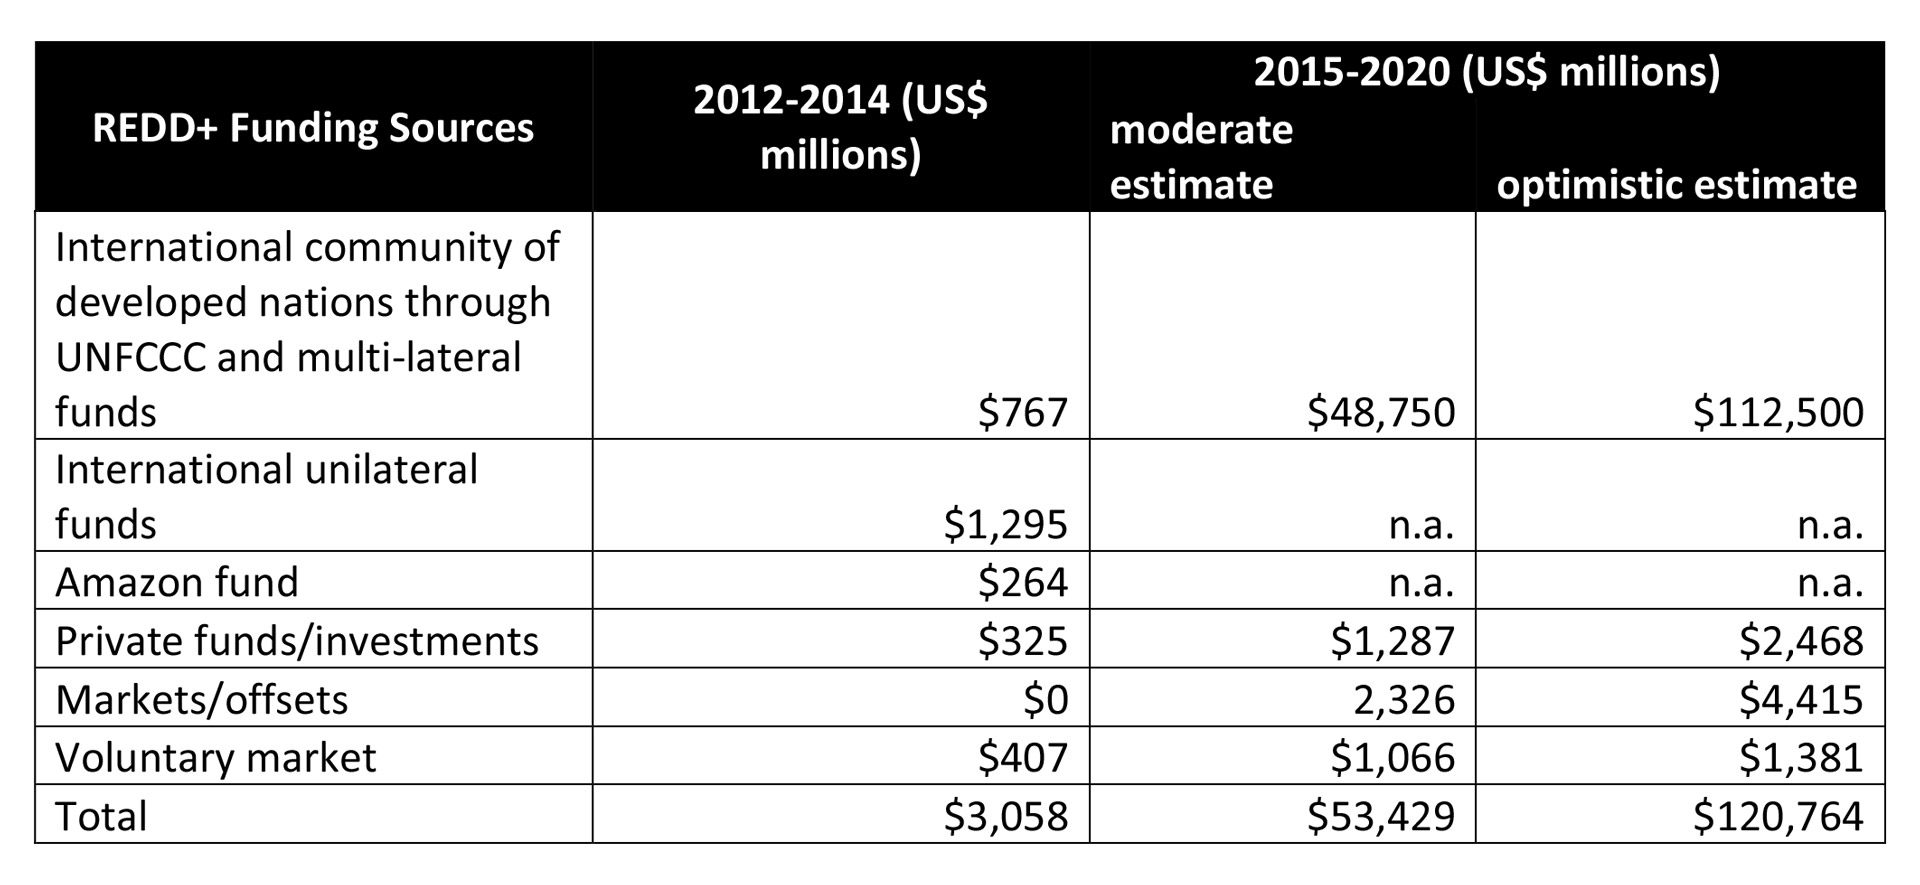 REDD+ Funding Sources
2012-2014 (US$
millions)
2015-2020 (US$ millions)
moderate
estimate
optimistic estimate
International community of
developed nations through
UNFCCC and multi-lateral
funds
$767
$48,750
$112,500
International unilateral
funds
$1,295
n.a.
n.a.
Amazon fund
$264
n.a.
n.a.
Private funds/investments
$325
$1,287
$2,468
Markets/offsets
$0
2,326
$4,415
Voluntary market
$407
$1,066
$1,381
Total
$3,058
$53,429
$120,764